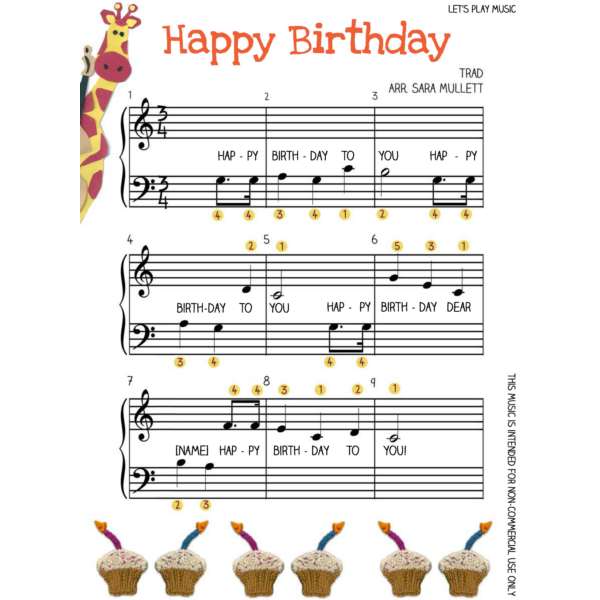 LET'S PLAY MUSIC
Happy Birthday
TRAD
ARR. SARA MULLETT
1 2 3
3 4
HAP - PY BIRTH - DAY TO YOU HAP - PY
3 4
4 4 3 4 1 2 4 4
4 5 6
2 1 5 3 1
BIRTH-DAY TO YOU HAP - PY BIRTH - DAY DEAR
3 4 4 4
7 8 9
4 4 3 1 2 1
[NAME] HAP - PY BIRTH - DAY TO YOU!
2 3
THIS MUSIC IS INTENDED FOR NON-COMMERCIAL USE ONLY